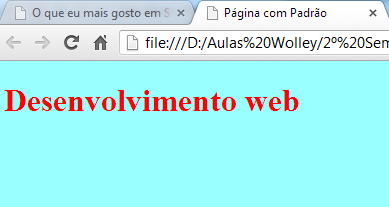 O que eu mais gosto em S
Página com Padrão
file:///D:/Aulas%20Wolley/2º%20Sem
Desenvolvimento web